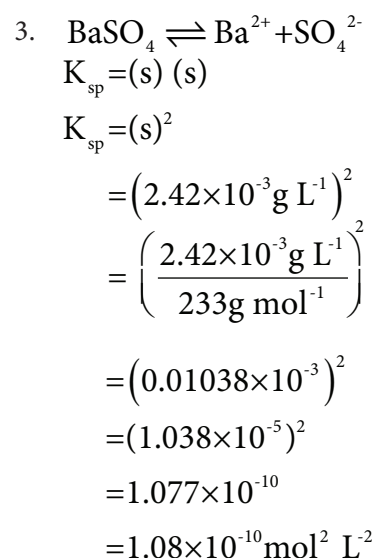 3. BaSO₄ ⇌ Ba²⁺+SO₄²⁻
Kₛₚ=(s) (s)
Kₛₚ=(s)²
=(2.42×10⁻³g L⁻¹)²
=(2.42×10⁻³g L⁻¹/233g mol⁻¹)²
=(0.01038×10⁻³)²
=(1.038×10⁻⁵)²
=1.077×10⁻¹⁰
=1.08×10⁻¹⁰mol² L⁻²